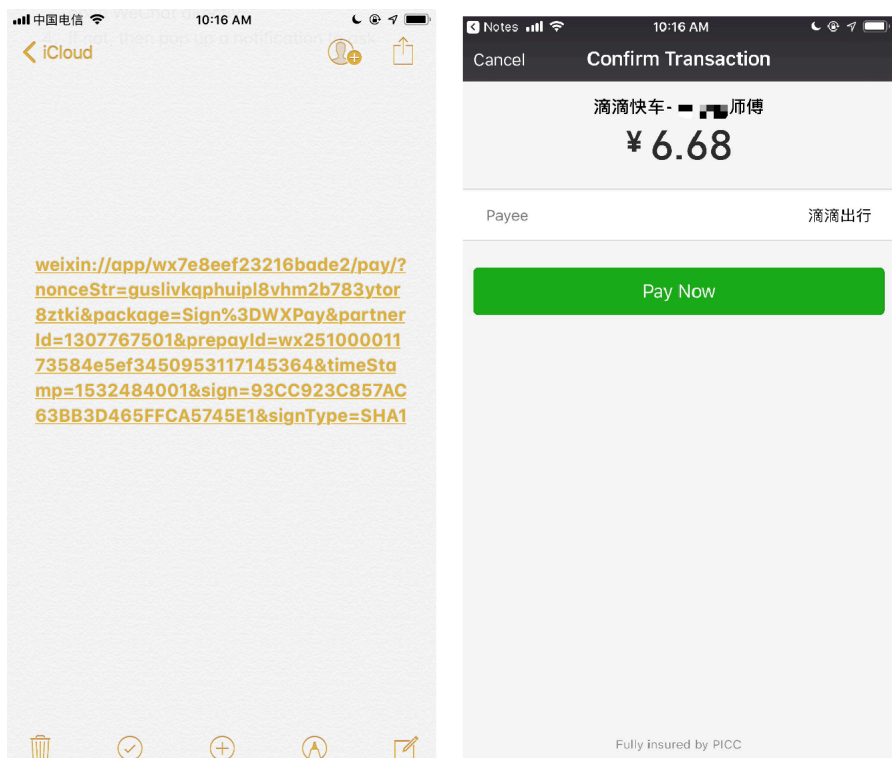 中国电信
10:16 AM
iCloud
weixin://app/wx7e8eef23216bade2/pay/?
nonceStr=guslivkqphuipl8vhm2b783ytor
8ztki&package=Sign%3DWXPay&partner
Id=1307767501&prepayId=wx251000011
73584e5ef3450953117145364&timeSta
mp=1532484001&sign=93CC923C857AC
63BB3D465FFCA5745E1&signType=SHA1
Notes
10:16 AM
Cancel
Confirm Transaction
滴滴快车-
师傅
¥6.68
Payee
滴滴出行
Pay Now
Fully insured by PICC